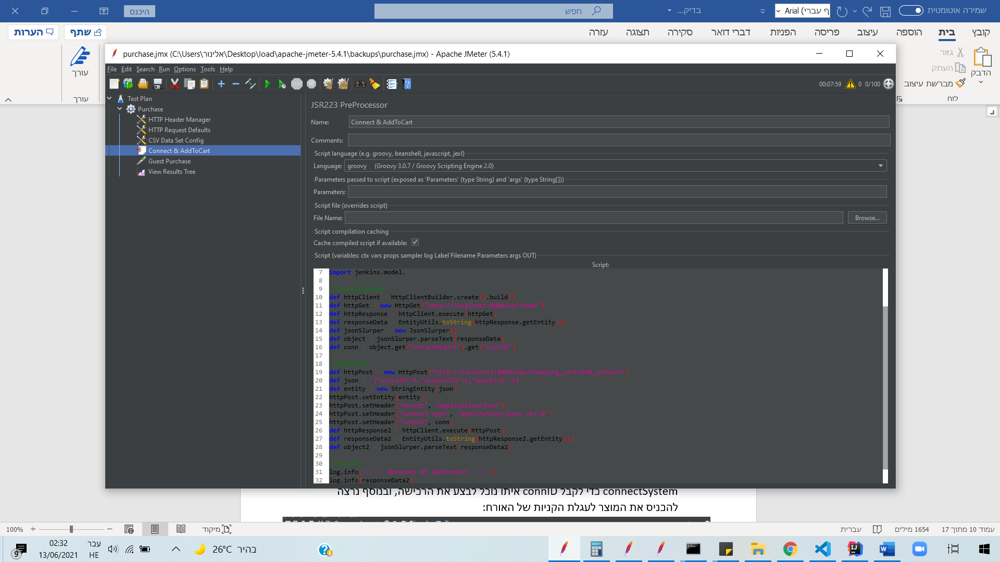 שמירה אוטומטית
Arial (ף עברי
בדיק...
חפש
היכנס
קובץ
בית
הוספה
עיצוב
פריסה
הפניות
דברי דואר
סקירה
תצוגה
עזרה
שתף
הערות
הדבק
גזור
העתק
מברשת עיצוב
לוח
עורך
עורך
purchase.jmx (C:\Users\אלינור\Desktop\load\apache-jmeter-5.4.1\backups\purchase.jmx) - Apache JMeter (5.4.1)
File Edit Search Run Options Tools Help
STOP
00:07:59 0 0/100
Test Plan
Purchase
HTTP Header Manager
HTTP Request Defaults
CSV Data Set Config
Connect & AddToCart
Guest Purchase
View Results Tree
JSR223 PreProcessor
Name: Connect & AddToCart
Comments:
Script language (e.g. groovy, beanshell, javascript, jexl)
Language: groovy (Groovy 3.0.7 / Groovy Scripting Engine 2.0)
Parameters passed to script (exposed as 'Parameters' (type String) and 'args' (type String[]))
Parameters:
Script file (overrides script)
File Name: Browse...
Script compilation caching
Cache compiled script if available:
Script (variables: ctx vars props sampler log Label Filename Parameters args OUT)
Script:
7 import jenkins.model.*
8
9
10 def httpClient = HttpClientBuilder.create().build()
11 def httpGet = new HttpGet("http://localhost:8080/api/home")
12 def httpResponse = httpClient.execute(httpGet)
13 def responseData = EntityUtils.toString(httpResponse.getEntity())
14 def jsonSlurper = new JsonSlurper()
15 def object = jsonSlurper.parseText(responseData)
16 def conn = object.get("returnObject").get("connID")
17
18
19 def httpPost = new HttpPost("http://localhost:8080/api/shopping_cart/add_product")
20 def json = '{"storeID":1,"productID":1,"quantity":1}'
21 def entity = new StringEntity(json)
22 httpPost.setEntity(entity)
23 httpPost.setHeader("Accept", "application/json")
24 httpPost.setHeader("Content-type", "application/json; utf-8")
25 httpPost.setHeader("connID", conn)
26 def httpResponse2 = httpClient.execute(httpPost)
27 def responseData2 = EntityUtils.toString(httpResponse2.getEntity())
28 def object2 = jsonSlurper.parseText(responseData2)
29
30
31 log.info('----- Response Of AddProduct -----')
32 log.info(responseData2)
connectSystem כדי לקבל connID איתו נוכל לבצע את הרכישה, ובנוסף נרצה
להכניס את המוצר לעגלת הקניות של האורח:
עמוד 10 מתוך 17
1654 מילים
עברית
מיקוד
100%
02:32
13/06/2021
עבר
HE
26°C בהיר
9